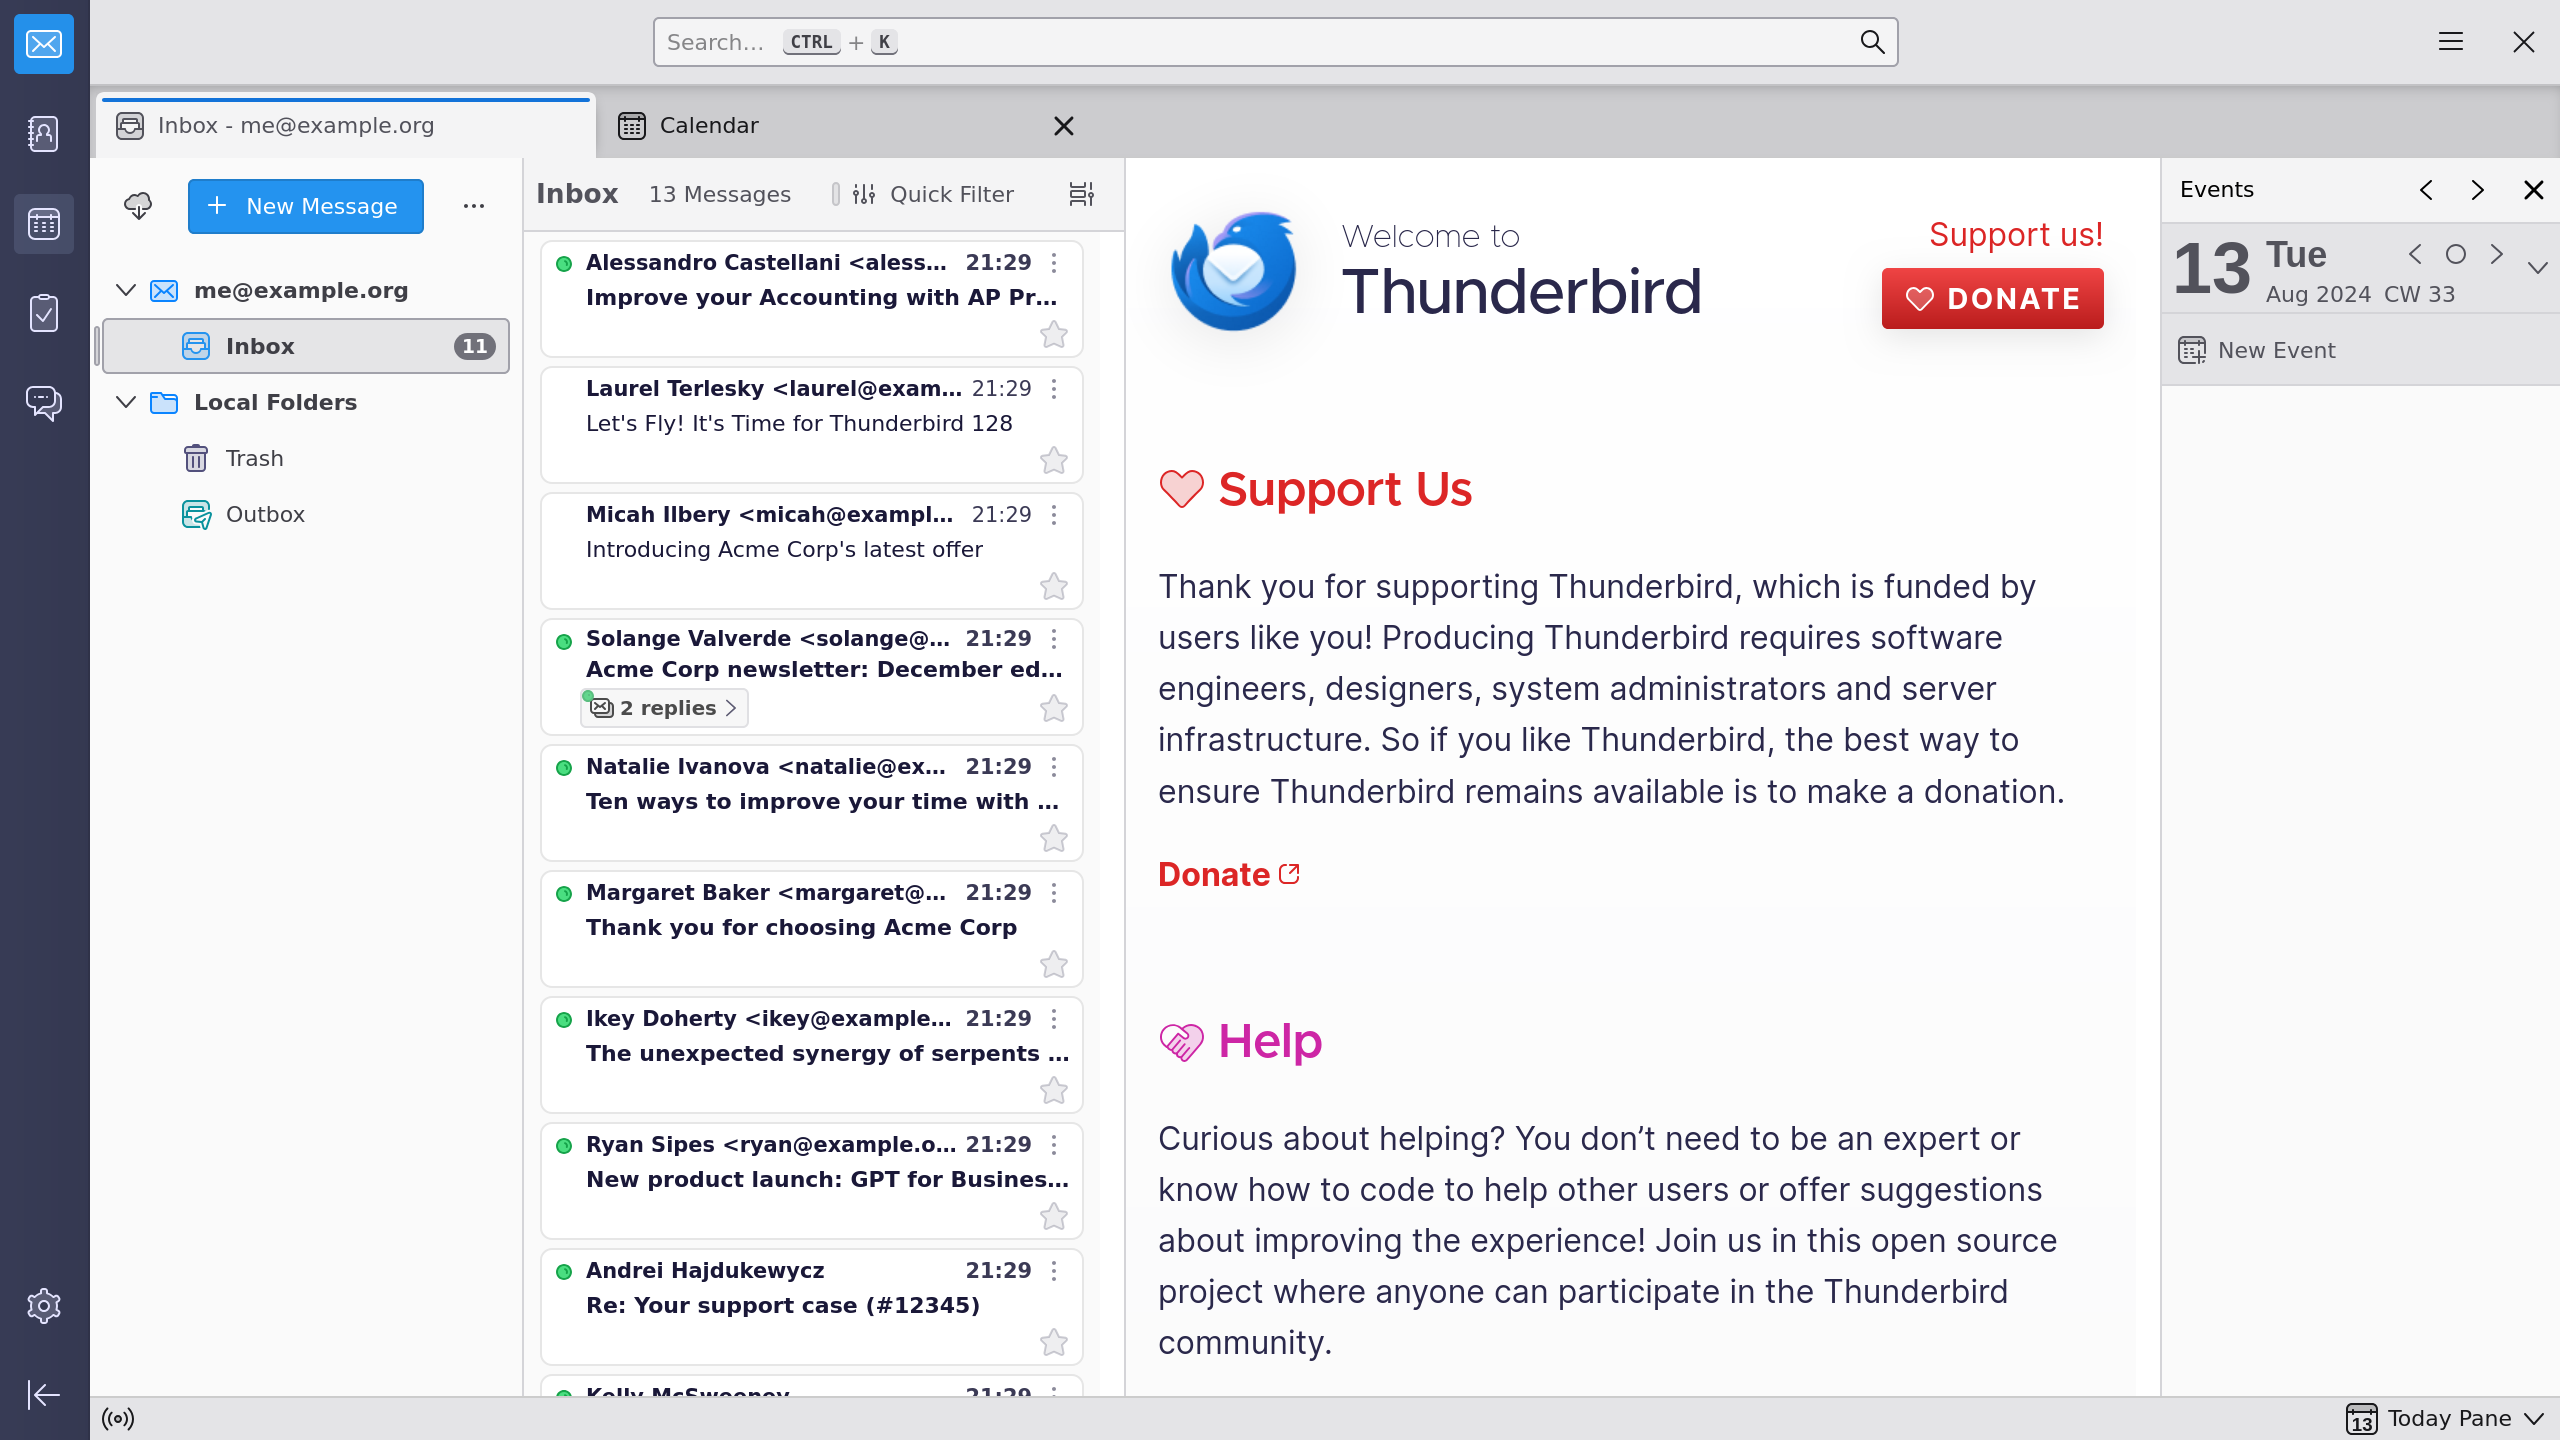 Search... CTRL + K
Inbox - me@example.org
Calendar
New Message
me@example.org
Inbox 11
Local Folders
Trash
Outbox
Inbox 13 Messages Quick Filter
Alessandro Castellani <aless... 21:29
Improve your Accounting with AP Pr...
Laurel Terlesky <laurel@exam... 21:29
Let's Fly! It's Time for Thunderbird 128
Micah Ilbery <micah@exampl... 21:29
Introducing Acme Corp's latest offer
Solange Valverde <solange@... 21:29
Acme Corp newsletter: December ed...
2 replies
Natalie Ivanova <natalie@ex... 21:29
Ten ways to improve your time with ...
Margaret Baker <margaret@... 21:29
Thank you for choosing Acme Corp
Ikey Doherty <ikey@example... 21:29
The unexpected synergy of serpents ...
Ryan Sipes <ryan@example.o... 21:29
New product launch: GPT for Busines...
Andrei Hajdukewycz 21:29
Re: Your support case (#12345)
Kelly McSweeney 21:29
Welcome to
Thunderbird
Support us!
DONATE
Support Us
Thank you for supporting Thunderbird, which is funded by
users like you! Producing Thunderbird requires software
engineers, designers, system administrators and server
infrastructure. So if you like Thunderbird, the best way to
ensure Thunderbird remains available is to make a donation.
Donate
Help
Curious about helping? You don’t need to be an expert or
know how to code to help other users or offer suggestions
about improving the experience! Join us in this open source
project where anyone can participate in the Thunderbird
community.
Events
13 Tue
Aug 2024 CW 33
New Event
13 Today Pane